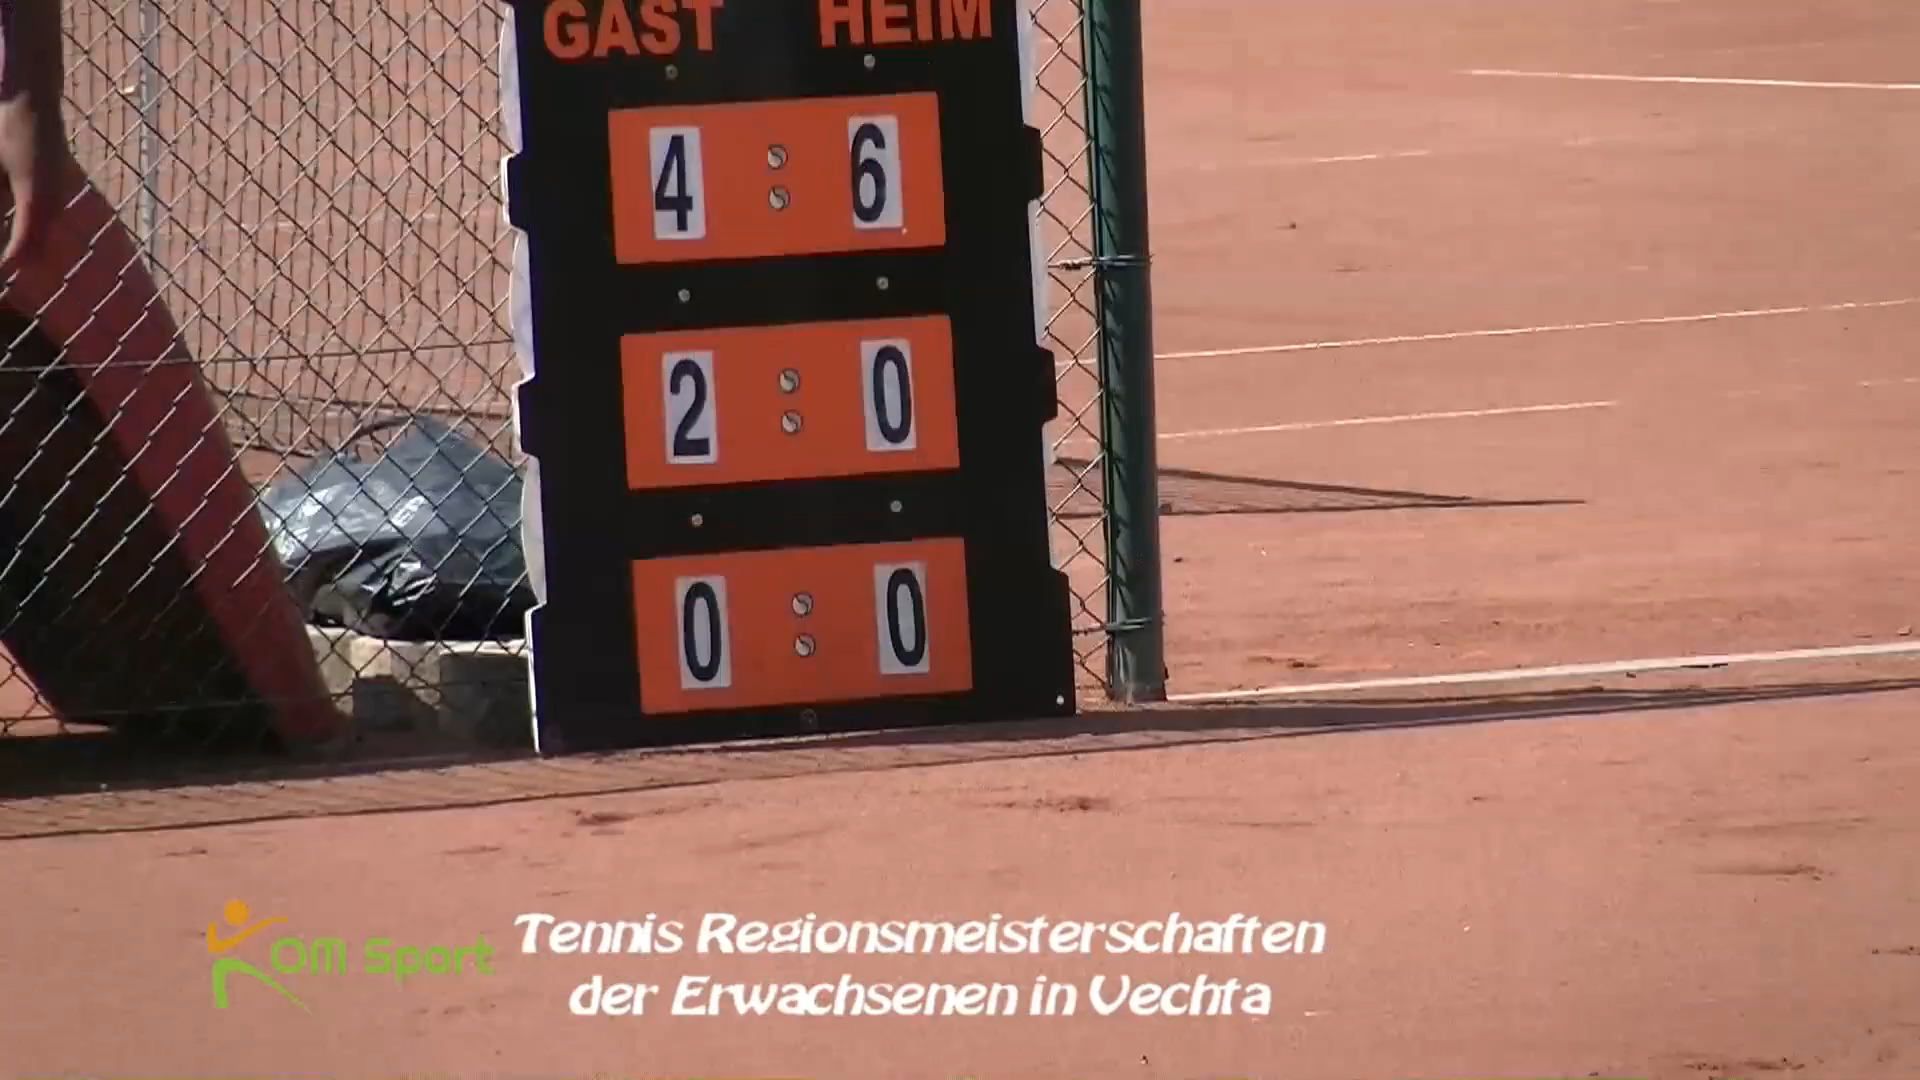 GAST HEIM
4 : 6
2 : 0
0 : 0
OM Sport
Tennis Regionsmeisterschaften
der Erwachsenen in Vechta